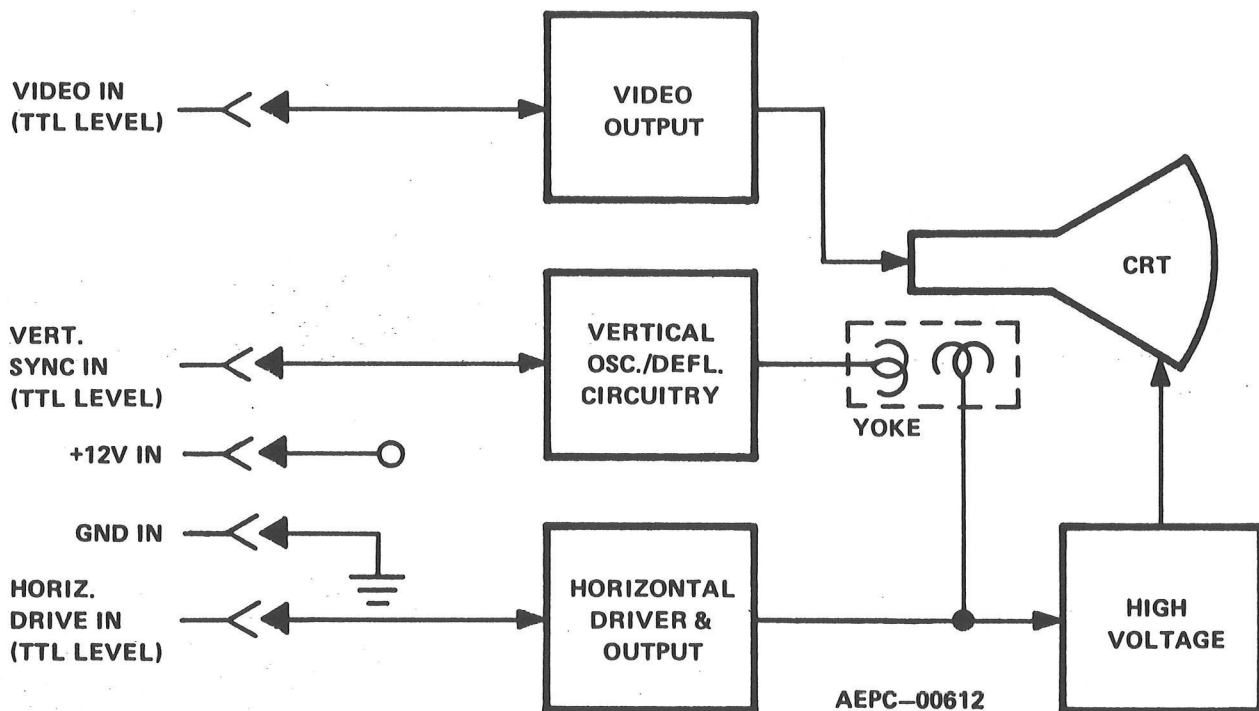 VIDEO IN
(TTL LEVEL)
VIDEO
OUTPUT
CRT
VERT.
SYNC IN
(TTL LEVEL)
VERTICAL
OSC./DEFL.
CIRCUITRY
YOKE
+12V IN
GND IN
HORIZ.
DRIVE IN
(TTL LEVEL)
HORIZONTAL
DRIVER &
OUTPUT
HIGH
VOLTAGE
AEPC–00612